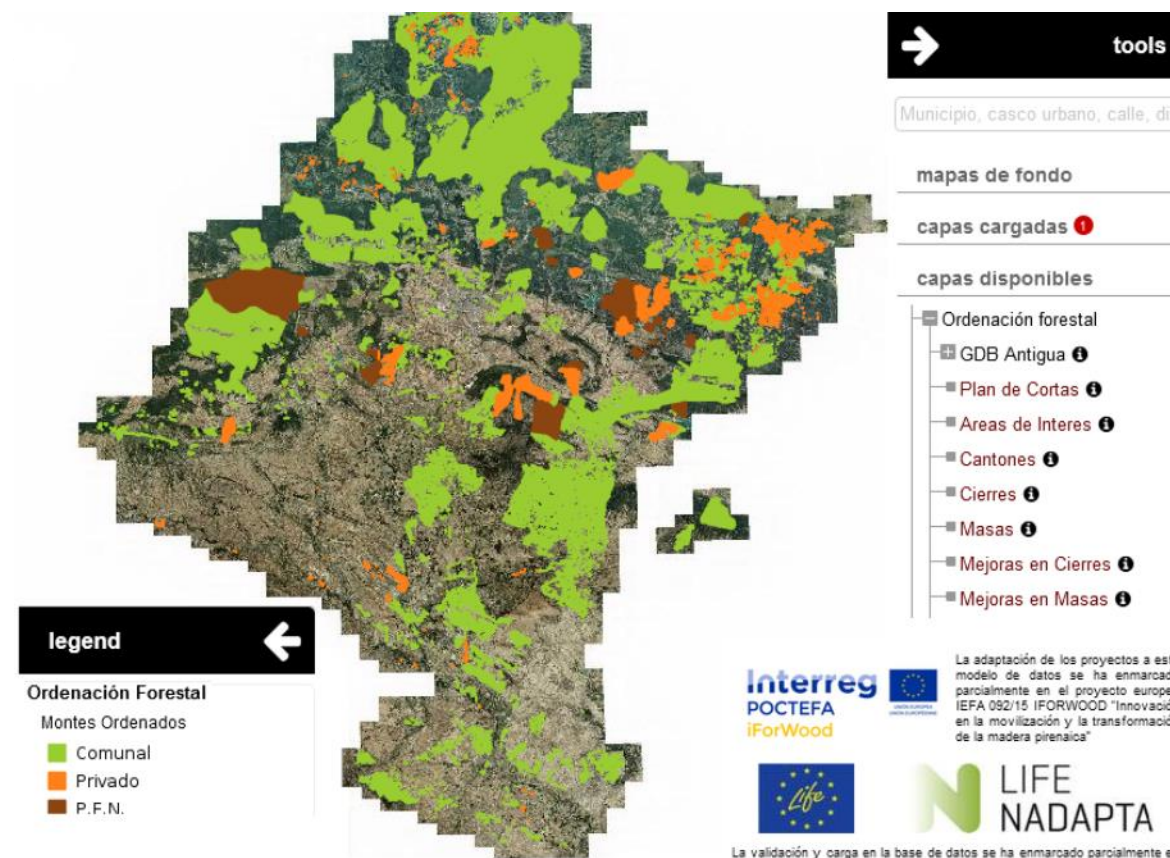 tools
Municipio, casco urbano, calle, di
mapas de fondo
capas cargadas 1
capas disponibles
Ordenación forestal
GDB Antigua
Plan de Cortas
Areas de Interes
Cantones
Cierres
Masas
Mejoras en Cierres
Mejoras en Masas
legend
Ordenación Forestal
Montes Ordenados
Comunal
Privado
P.F.N.
Interreg
POCTEFA
iForWood
La adaptación de los proyectos a est
modelo de datos se ha enmarcad
parcialmente en el proyecto europe
IEFA 092/15 IFORWOOD "Innovació
en la movilización y la transformació
de la madera pirenaica"
Life
LIFE
NADAPTA
La validación y carga en la base de datos se ha enmarcado parcialmente e